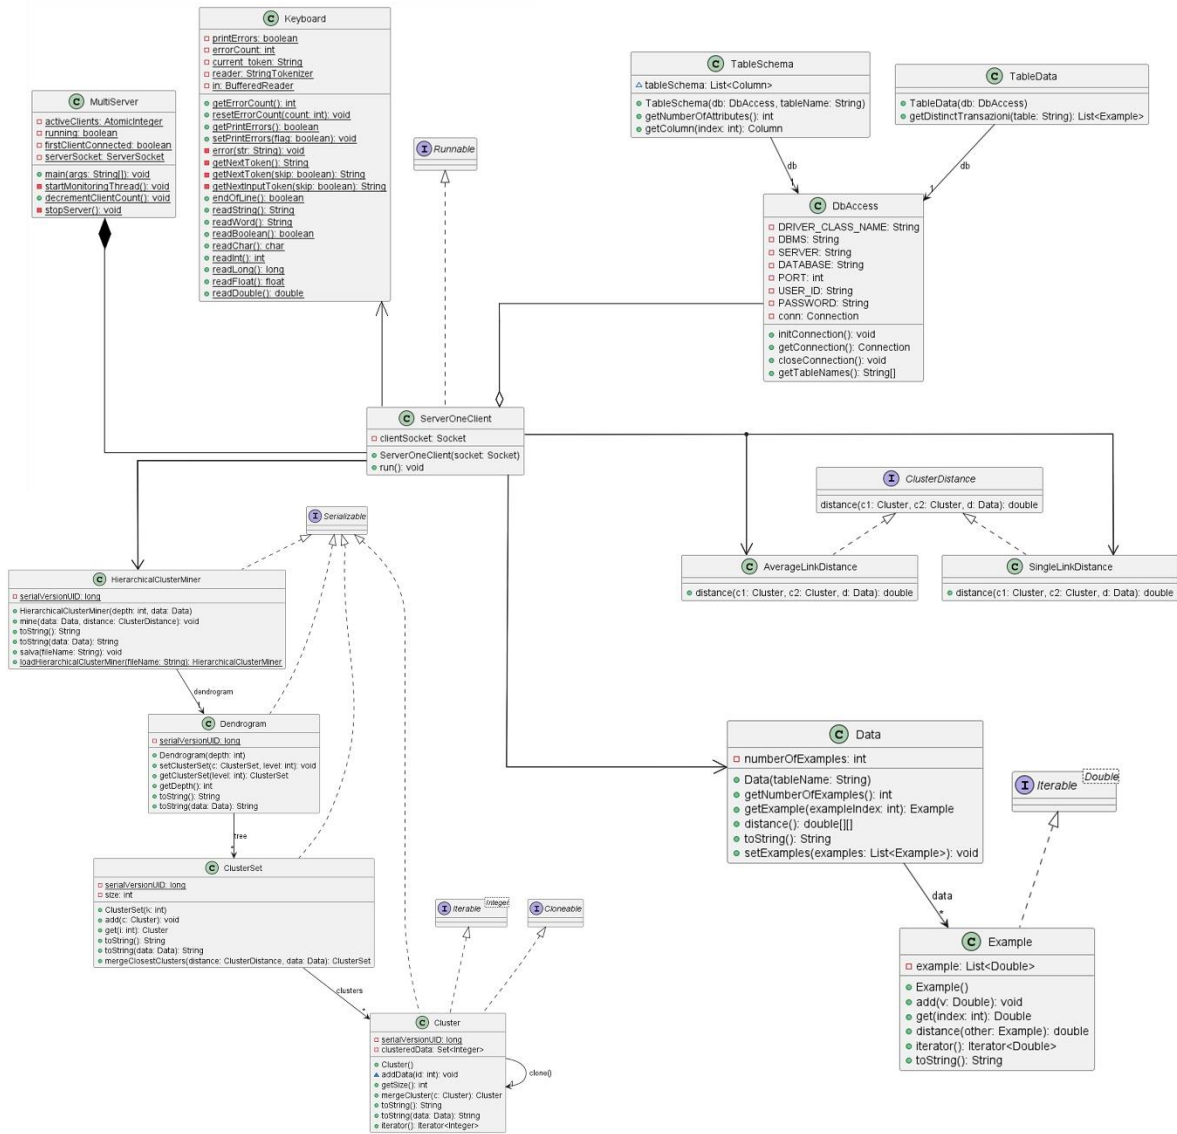 C Keyboard
printErrors: boolean
errorCount: int
current_token: String
reader: StringTokenizer
in: BufferedReader
getErrorCount(): int
resetErrorCount(count: int): void
getPrintErrors(): boolean
setPrintErrors(flag: boolean): void
error(str: String): void
getNextToken(): String
getNextToken(skip: boolean): String
getNextInputToken(skip: boolean): String
endOfLine(): boolean
readString(): String
readWord(): String
readBoolean(): boolean
readChar(): char
readInt(): int
readLong(): long
readFloat(): float
readDouble(): double
C MultiServer
activeClients: AtomicInteger
running: boolean
firstClientConnected: boolean
serverSocket: ServerSocket
main(args: String[]): void
startMonitoringThread(): void
decrementClientCount(): void
stopServer(): void
I Runnable
C TableSchema
tableSchema: List<Column>
TableSchema(db: DbAccess, tableName: String)
getNumberOfAttributes(): int
getColumn(index: int): Column
C TableData
TableData(db: DbAccess)
getDistinctTransazioni(table: String): List<Example>
db
1
db
1
C DbAccess
DRIVER_CLASS_NAME: String
DBMS: String
SERVER: String
DATABASE: String
PORT: int
USER_ID: String
PASSWORD: String
conn: Connection
initConnection(): void
getConnection(): Connection
closeConnection(): void
getTableNames(): String[]
C ServerOneClient
clientSocket: Socket
ServerOneClient(socket: Socket)
run(): void
I ClusterDistance
distance(c1: Cluster, c2: Cluster, d: Data): double
C AverageLinkDistance
distance(c1: Cluster, c2: Cluster, d: Data): double
C SingleLinkDistance
distance(c1: Cluster, c2: Cluster, d: Data): double
I Serializable
C HierarchicalClusterMiner
serialVersionUID: long
HierarchicalClusterMiner(depth: int, data: Data)
mine(data: Data, distance: ClusterDistance): void
toString(): String
toString(data: Data): String
salva(fileName: String): void
loadHierarchicalClusterMiner(fileName: String): HierarchicalClusterMiner
dendrogram
1
C Dendrogram
serialVersionUID: long
Dendrogram(depth: int)
setClusterSet(c: ClusterSet, level: int): void
getClusterSet(level: int): ClusterSet
getDepth(): int
toString(): String
toString(data: Data): String
tree
*
C ClusterSet
serialVersionUID: long
size: int
ClusterSet(k: int)
add(c: Cluster): void
get(i: int): Cluster
toString(): String
toString(data: Data): String
mergeClosestClusters(distance: ClusterDistance, data: Data): ClusterSet
clusters
*
I Iterable Integer
I Cloneable
C Cluster
serialVersionUID: long
clusteredData: Set<Integer>
Cluster()
addData(id: int): void
getSize(): int
mergeCluster(c: Cluster): Cluster
toString(): String
toString(data: Data): String
iterator(): Iterator<Integer>
clone()
1
C Data
numberOfExamples: int
Data(tableName: String)
getNumberOfExamples(): int
getExample(exampleIndex: int): Example
distance(): double[][]
toString(): String
setExamples(examples: List<Example>): void
I Iterable Double
data
*
C Example
example: List<Double>
Example()
add(v: Double): void
get(index: int): Double
distance(other: Example): double
iterator(): Iterator<Double>
toString(): String